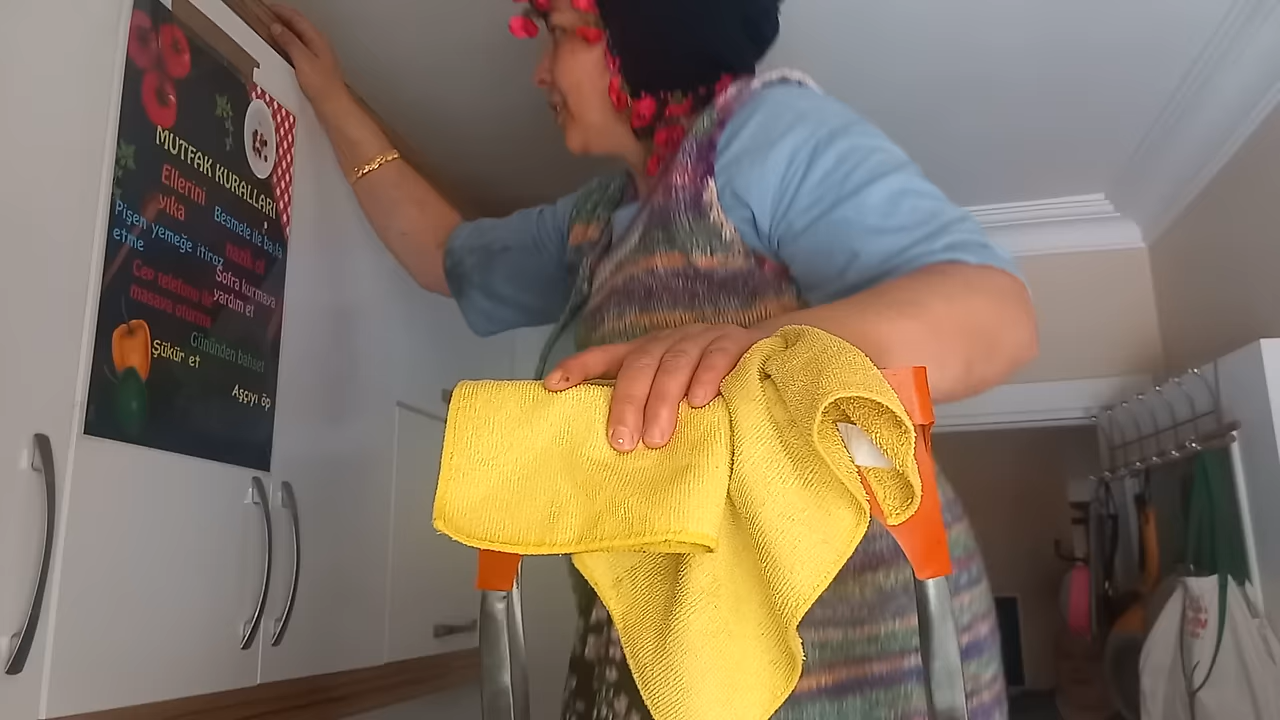 MUTFAK KURALLARI
Ellerini
yıka
Besmele ile başla
Pişen yemeğe itiraz
etme
nazik ol
Cep telefonu ile
masaya oturma
Sofra kurmaya
yardım et
Gününden bahset
Şükür et
Aşçıyı öp